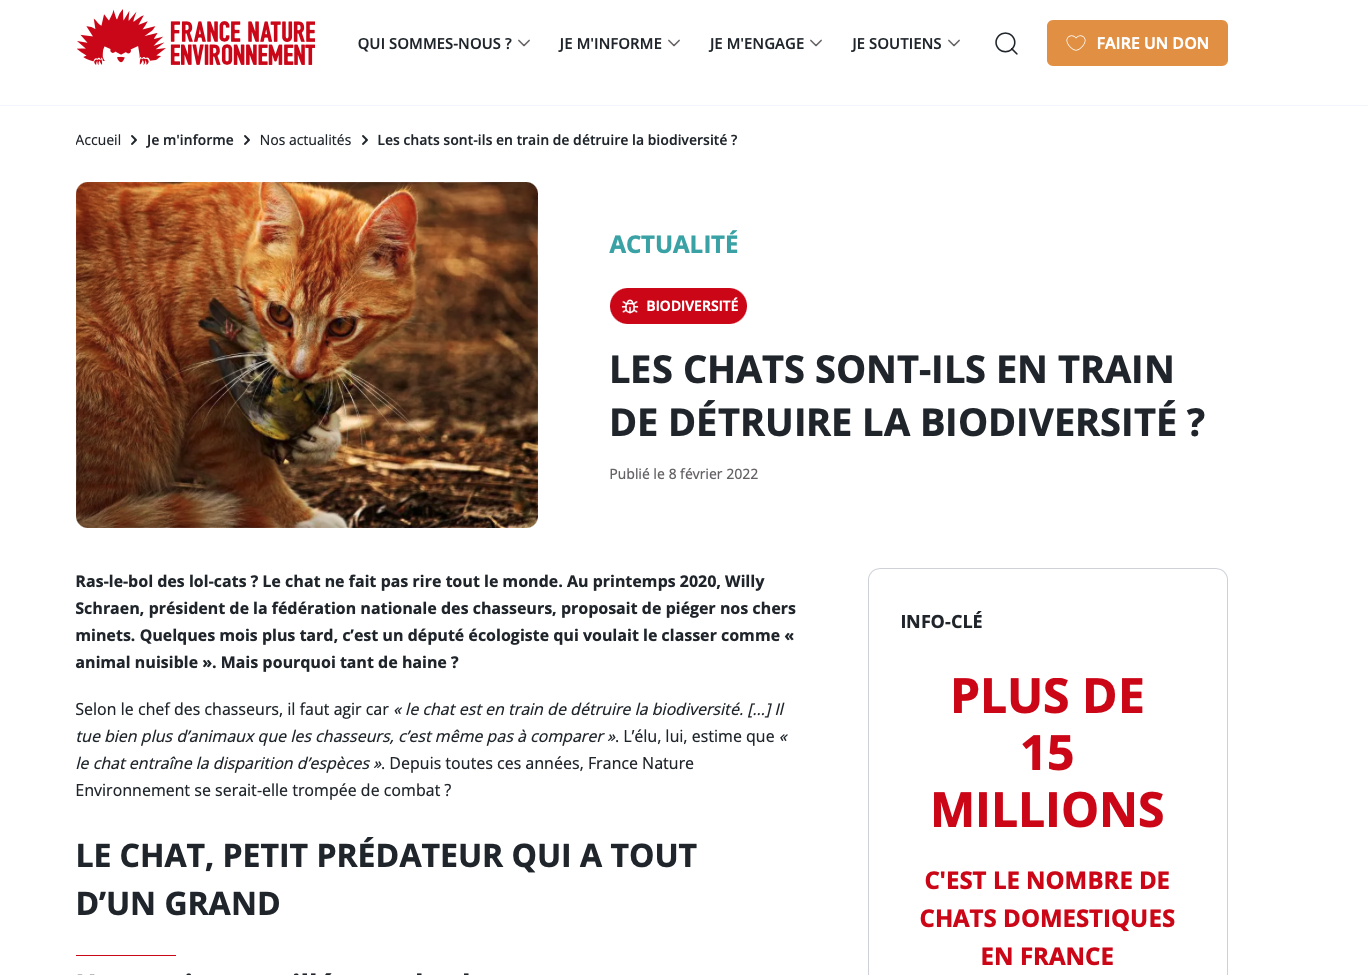 FRANCE NATURE
ENVIRONNEMENT
QUI SOMMES-NOUS ?
JE M'INFORME
JE M'ENGAGE
JE SOUTIENS
FAIRE UN DON
Accueil > Je m'informe > Nos actualités > Les chats sont-ils en train de détruire la biodiversité ?
ACTUALITÉ
BIODIVERSITÉ
LES CHATS SONT-ILS EN TRAIN
DE DÉTRUIRE LA BIODIVERSITÉ ?
Publié le 8 février 2022
Ras-le-bol des lol-cats ? Le chat ne fait pas rire tout le monde. Au printemps 2020, Willy
Schraen, président de la fédération nationale des chasseurs, proposait de piéger nos chers
minets. Quelques mois plus tard, c’est un député écologiste qui voulait le classer comme «
animal nuisible ». Mais pourquoi tant de haine ?
Selon le chef des chasseurs, il faut agir car « le chat est en train de détruire la biodiversité. [...] Il
tue bien plus d’animaux que les chasseurs, c’est même pas à comparer ». L’élu, lui, estime que «
le chat entraîne la disparition d’espèces ». Depuis toutes ces années, France Nature
Environnement se serait-elle trompée de combat ?
LE CHAT, PETIT PRÉDATEUR QUI A TOUT
D’UN GRAND
INFO-CLÉ
PLUS DE
15
MILLIONS
C'EST LE NOMBRE DE
CHATS DOMESTIQUES
EN FRANCE